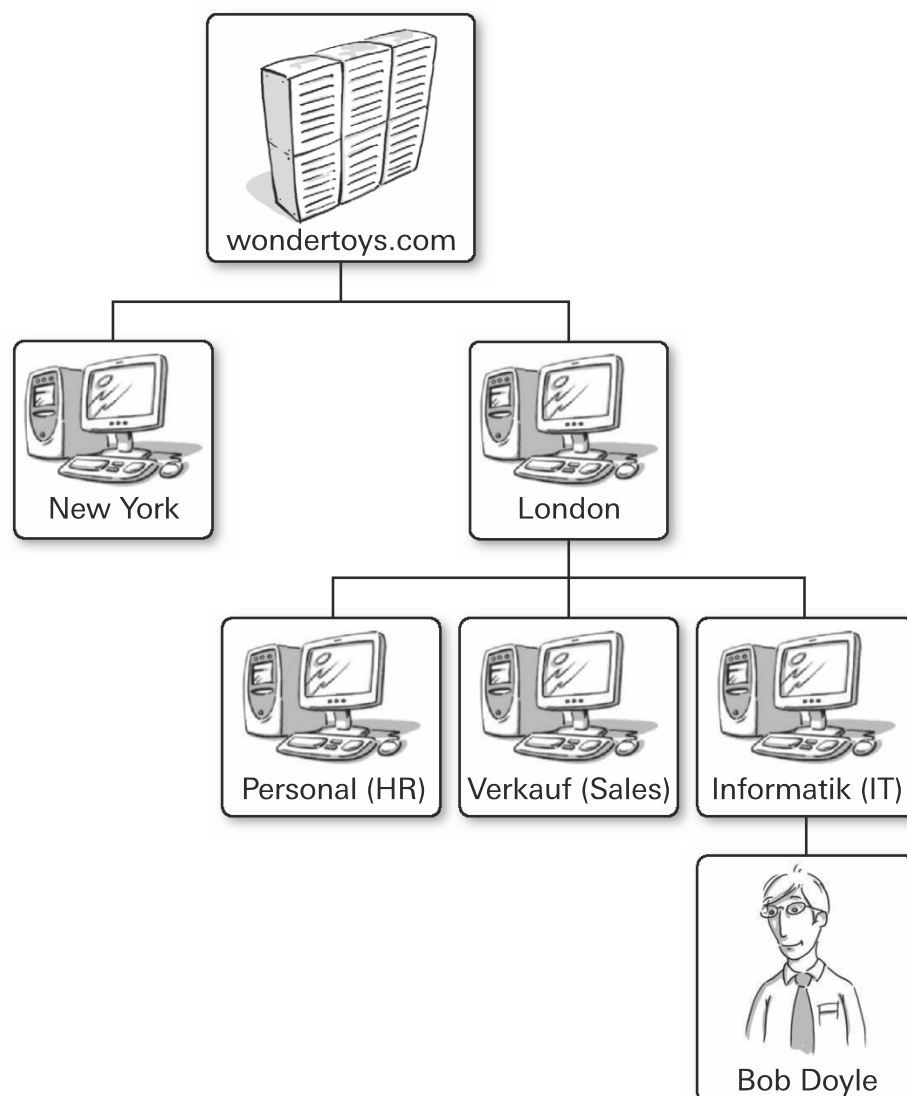 wondertoys.com
New York
London
Personal (HR)
Verkauf (Sales)
Informatik (IT)
Bob Doyle